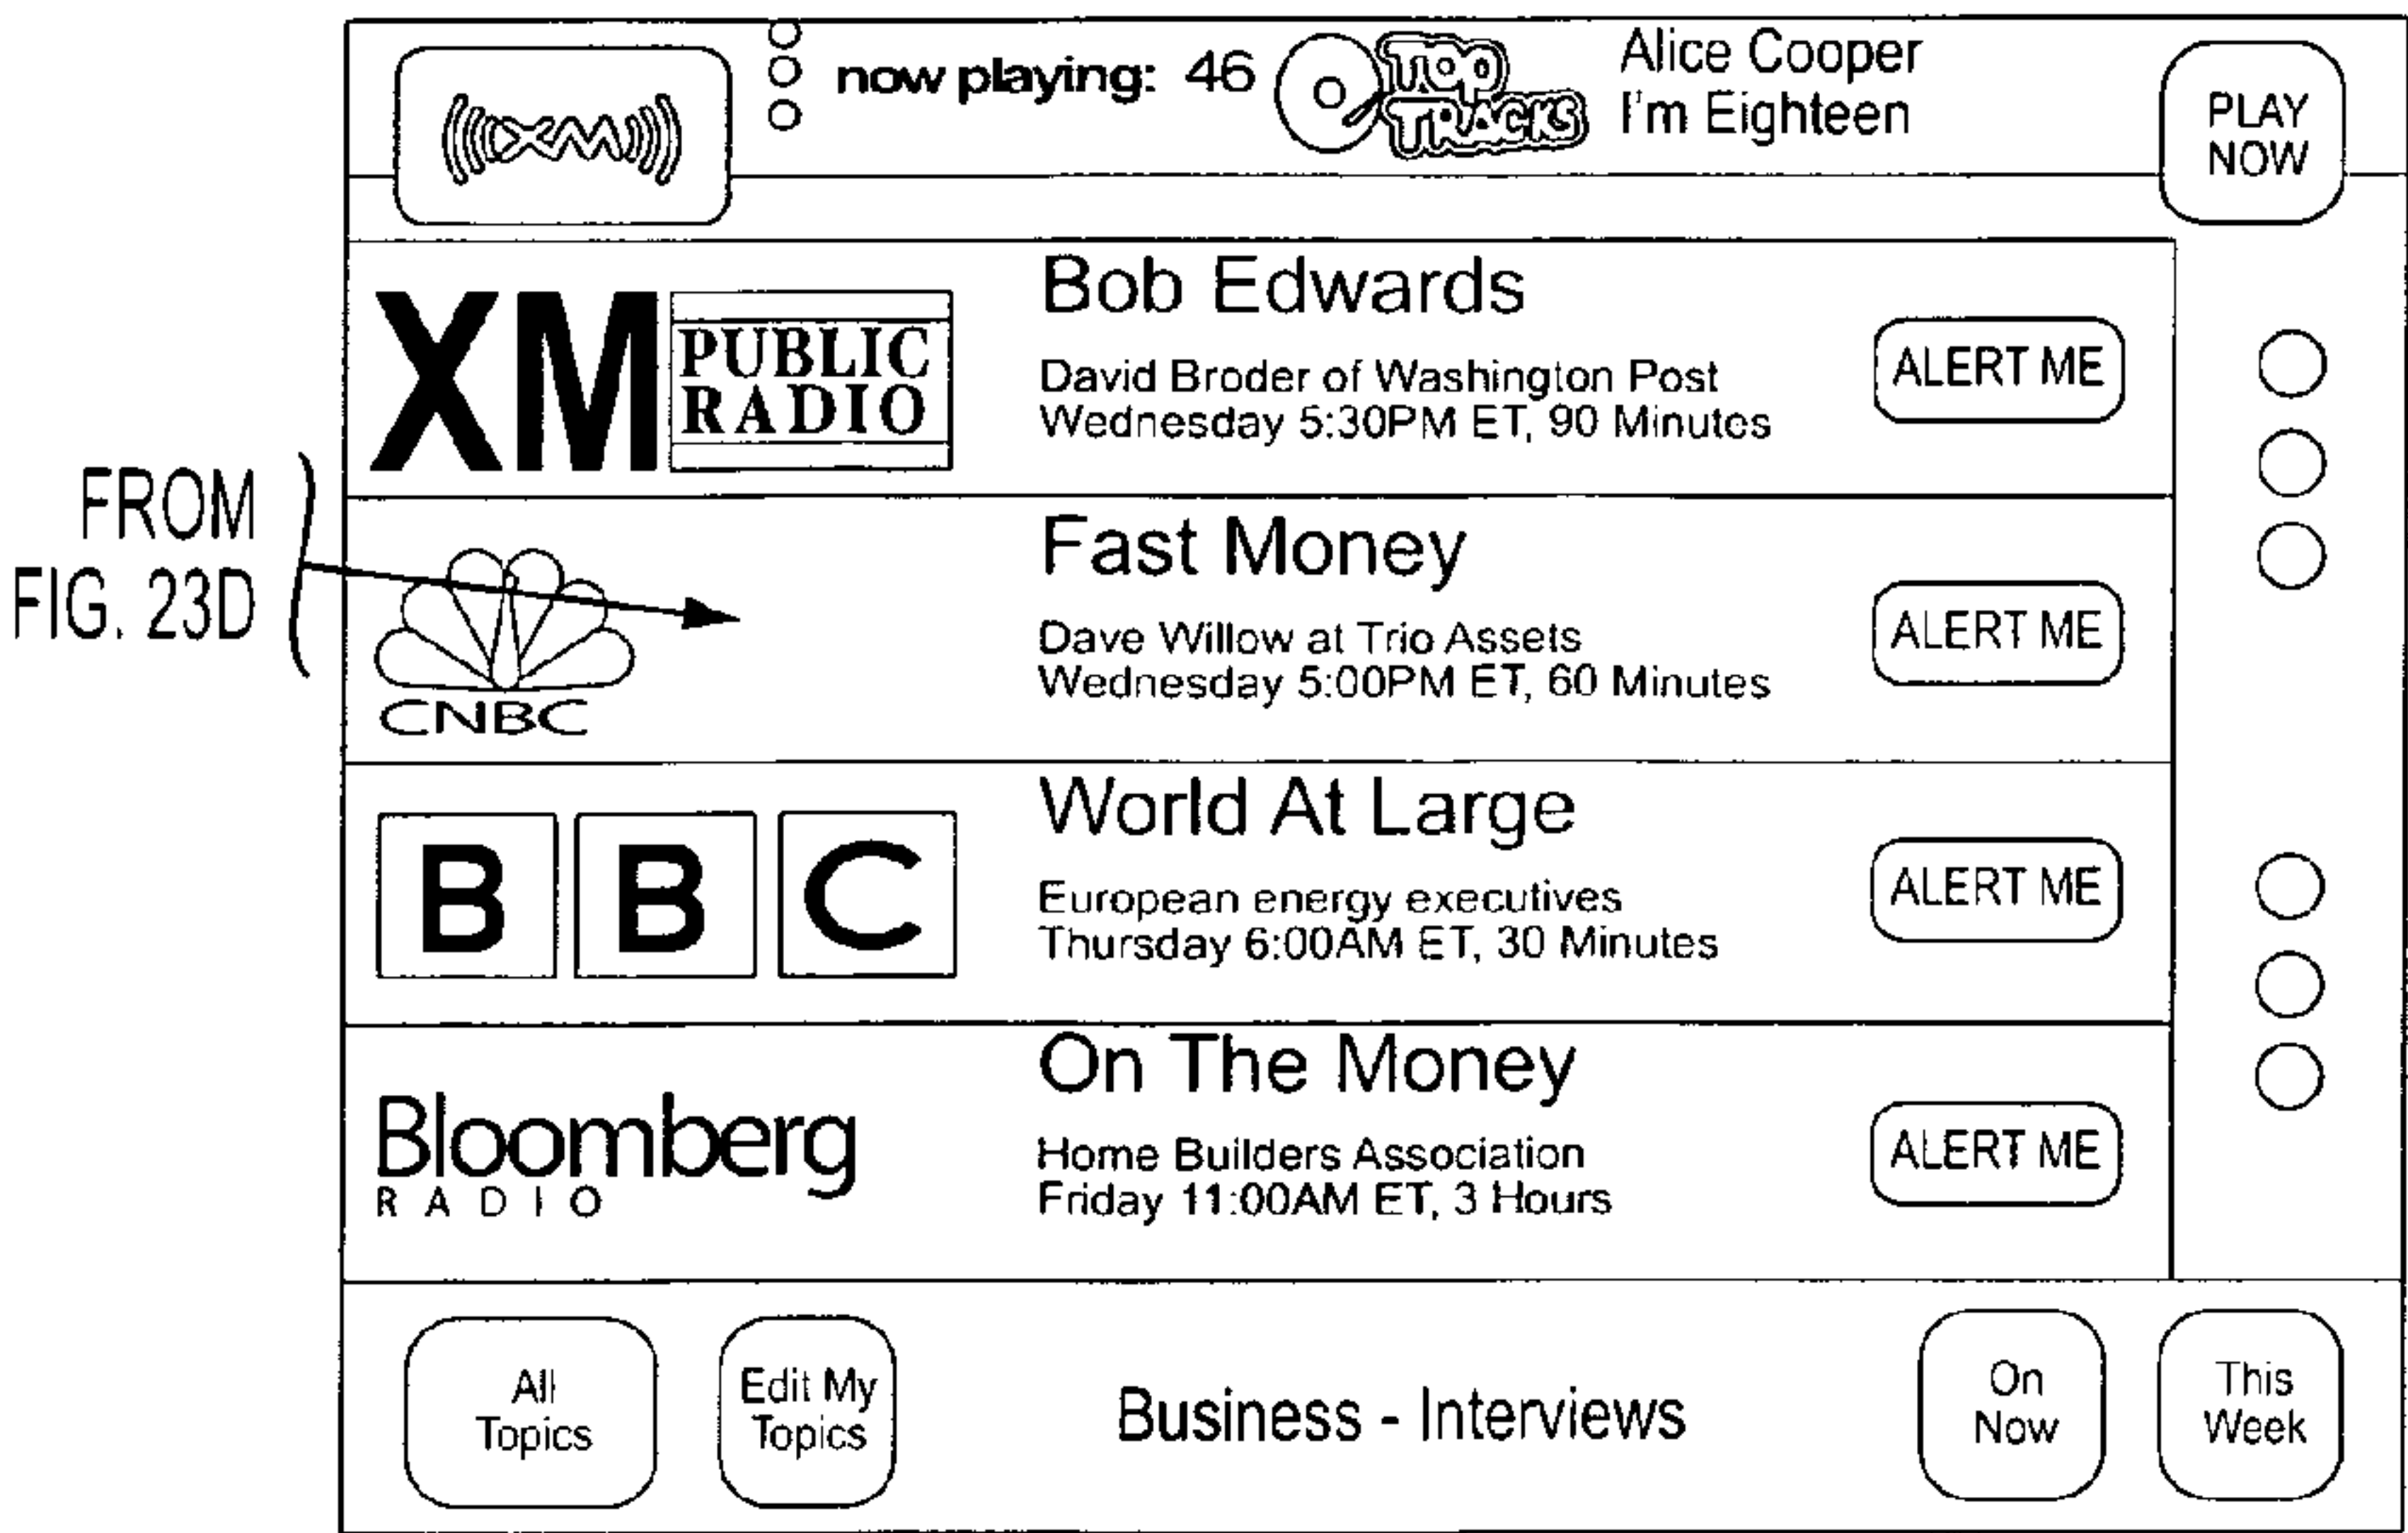 now playing: 46 TOP TRACKS Alice Cooper
I'm Eighteen
XM
PLAY
NOW
XM PUBLIC
RADIO
Bob Edwards
David Broder of Washington Post
Wednesday 5:30PM ET, 90 Minutes
ALERT ME
FROM
FIG. 23D
CNBC
Fast Money
Dave Willow at Trio Assets
Wednesday 5:00PM ET, 60 Minutes
ALERT ME
BBC
World At Large
European energy executives
Thursday 6:00AM ET, 30 Minutes
ALERT ME
Bloomberg
RADIO
On The Money
Home Builders Association
Friday 11:00AM ET, 3 Hours
ALERT ME
All
Topics
Edit My
Topics
Business - Interviews
On
Now
This
Week